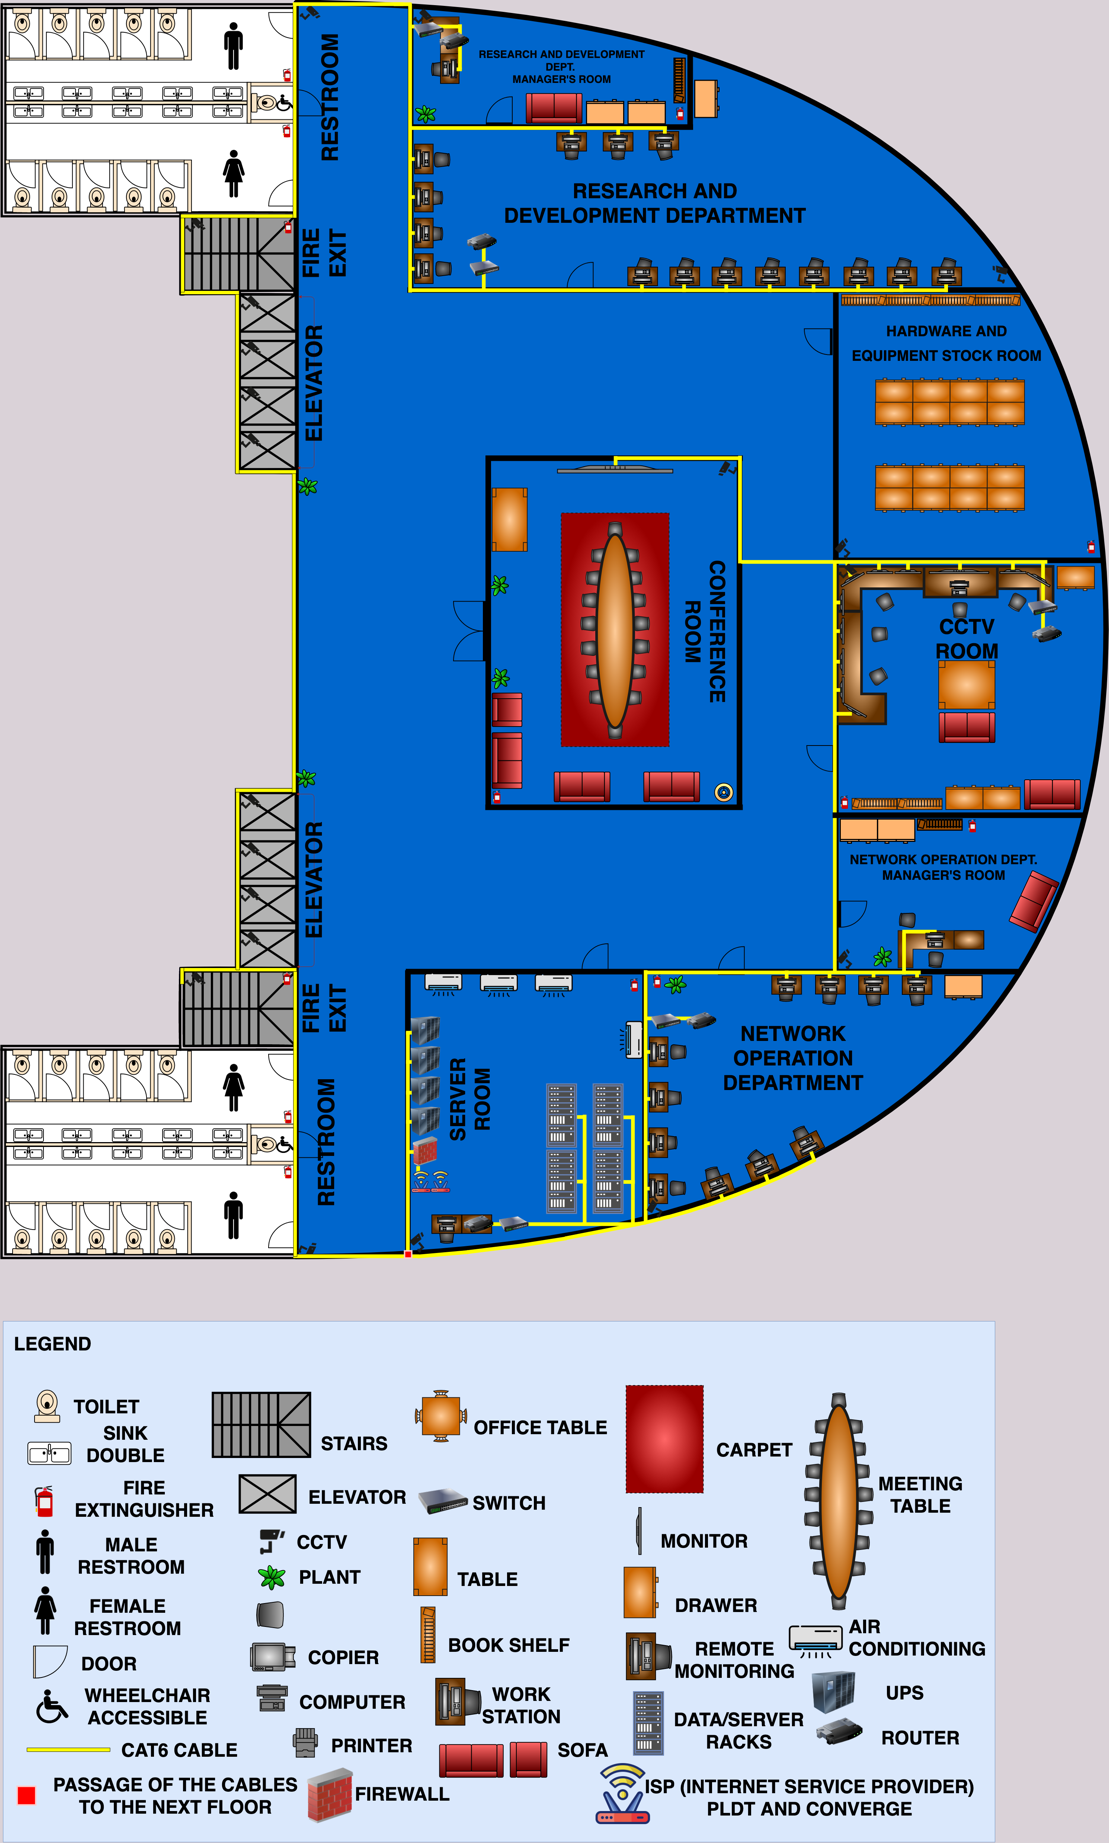 RESTROOM
RESEARCH AND DEVELOPMENT
DEPT.
MANAGER'S ROOM
RESEARCH AND
DEVELOPMENT DEPARTMENT
FIRE
EXIT
ELEVATOR
HARDWARE AND
EQUIPMENT STOCK ROOM
CONFERENCE
ROOM
CCTV
ROOM
ELEVATOR
NETWORK OPERATION DEPT.
MANAGER'S ROOM
FIRE
EXIT
SERVER
ROOM
NETWORK
OPERATION
DEPARTMENT
RESTROOM
LEGEND
TOILET
SINK
DOUBLE
FIRE
EXTINGUISHER
MALE
RESTROOM
FEMALE
RESTROOM
DOOR
WHEELCHAIR
ACCESSIBLE
CAT6 CABLE
PASSAGE OF THE CABLES
TO THE NEXT FLOOR
STAIRS
ELEVATOR
CCTV
PLANT
COPIER
COMPUTER
PRINTER
FIREWALL
OFFICE TABLE
SWITCH
TABLE
BOOK SHELF
WORK
STATION
SOFA
CARPET
MONITOR
DRAWER
REMOTE
MONITORING
DATA/SERVER
RACKS
MEETING
TABLE
AIR
CONDITIONING
UPS
ROUTER
ISP (INTERNET SERVICE PROVIDER)
PLDT AND CONVERGE